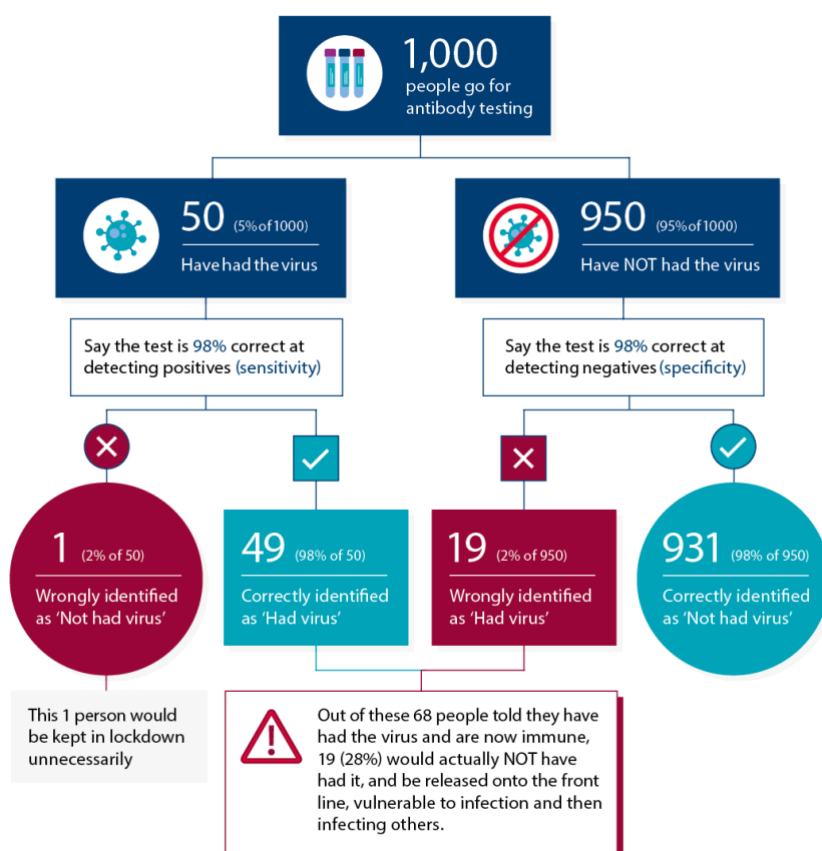 1,000
people go for
antibody testing
50 (5% of 1000)
Have had the virus
950 (95% of 1000)
Have NOT had the virus
Say the test is 98% correct at
detecting positives (sensitivity)
Say the test is 98% correct at
detecting negatives (specificity)
1 (2% of 50)
Wrongly identified
as ‘Not had virus’
49 (98% of 50)
Correctly identified
as ‘Had virus’
19 (2% of 950)
Wrongly identified
as ‘Had virus’
931 (98% of 950)
Correctly identified
as ‘Not had virus’
This 1 person would
be kept in lockdown
unnecessarily
Out of these 68 people told they have
had the virus and are now immune,
19 (28%) would actually NOT have
had it, and be released onto the front
line, vulnerable to infection and then
infecting others.